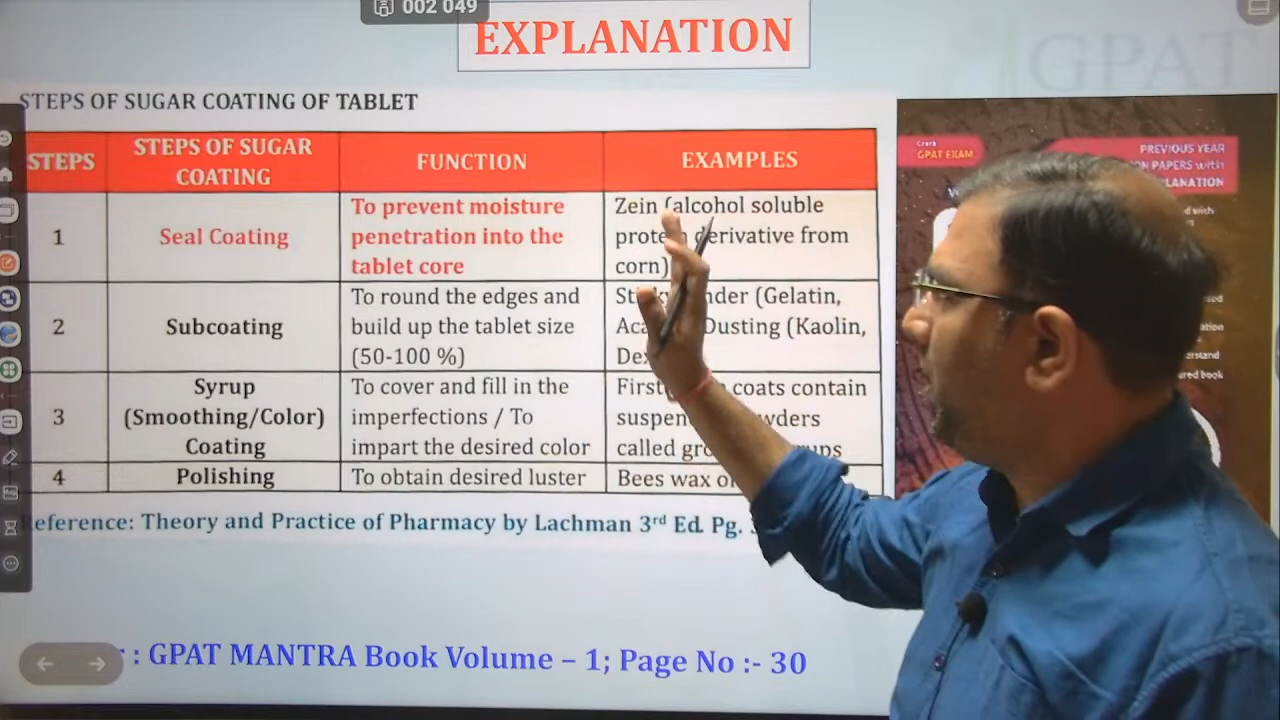 002 049
EXPLANATION
GPAT
STEPS OF SUGAR COATING OF TABLET
STEPS
STEPS OF SUGAR
COATING
FUNCTION
EXAMPLES
1
Seal Coating
To prevent moisture
penetration into the
tablet core
Zein (alcohol soluble
derivative from
corn)
2
Subcoating
To round the edges and
build up the tablet size
(50-100 %)
(Gelatin,
Dusting (Kaolin,
3
Syrup
(Smoothing/Color)
Coating
To cover and fill in the
imperfections / To
impart the desired color
coats contain
called
4
Polishing
To obtain desired luster
Bees wax
Reference: Theory and Practice of Pharmacy by Lachman 3rd Ed. Pg.
: GPAT MANTRA Book Volume – 1; Page No :- 30
Crack
GPAT EXAM
PREVIOUS YEAR
PAPERS with